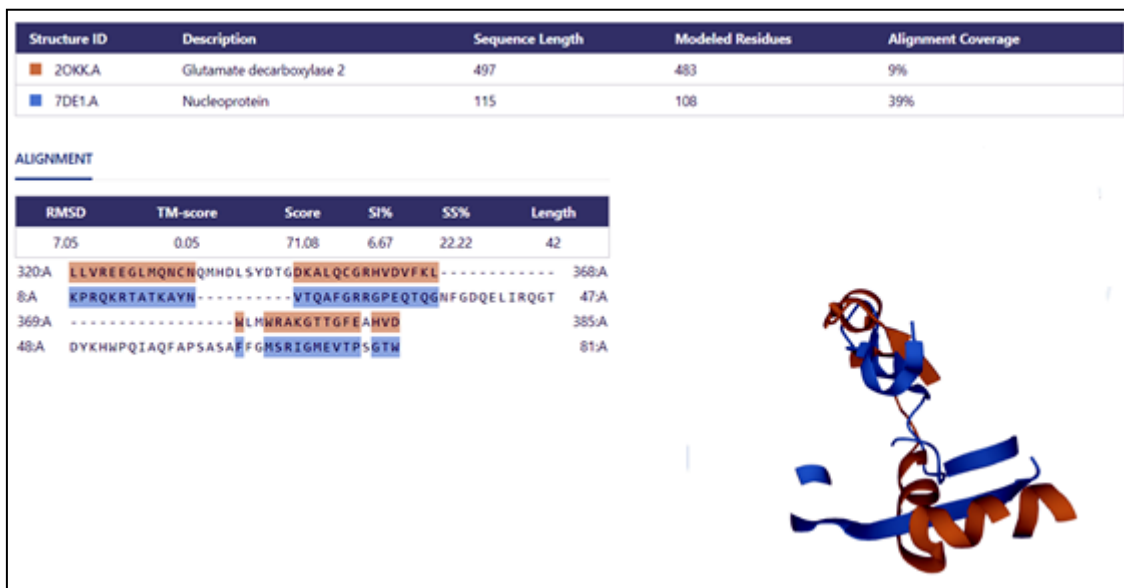 Structure ID Description Sequence Length Modeled Residues Alignment Coverage
2OKK.A Glutamate decarboxylase 2 497 483 9%
7DE1.A Nucleoprotein 115 108 39%
ALIGNMENT
RMSD TM-score Score SI% SS% Length
7.05 0.05 71.08 6.67 22.22 42
320:A LLVREEGLMQNCNQMHDLSYDTGDKALQCGRHVDVFKL------------ 368:A
8:A KPRQKRTATKAYN----------VTQAFGRRGPEQTQGNFGDQELIRQGT 47:A
369:A -----------------WLMWRAKGTTGFEAHVD 385:A
48:A DYKHWPQIAQFAPSASAFFGMSRIGMEVTPSGTW 81:A